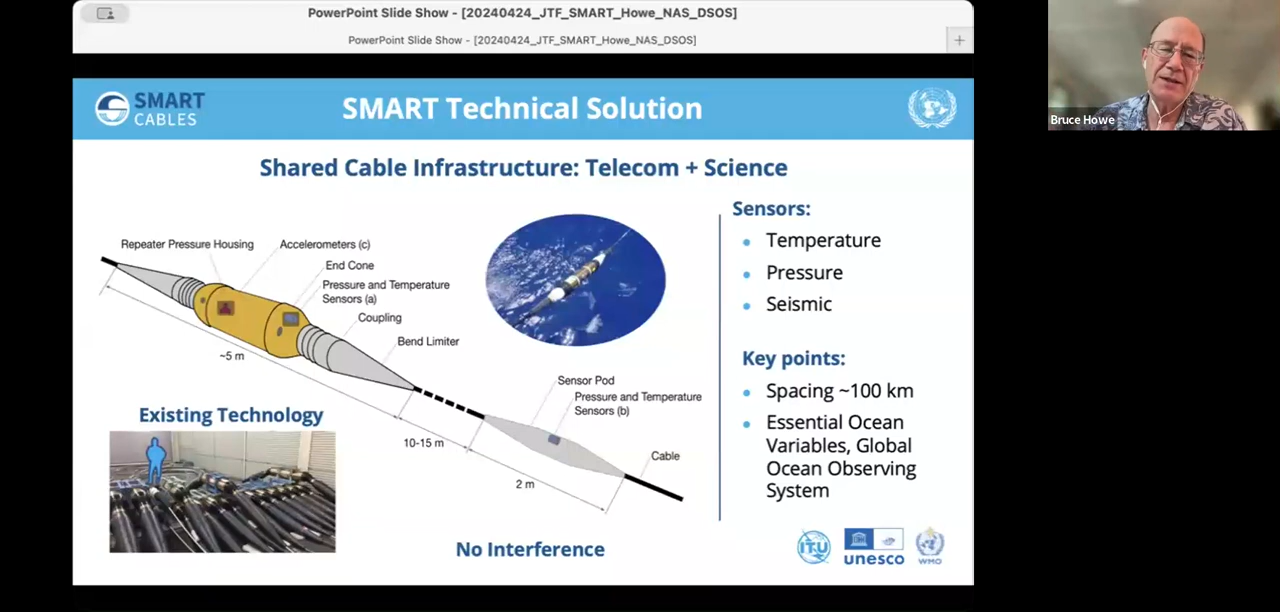 PowerPoint Slide Show - [20240424_JTF_SMART_Howe_NAS_DSOS]
PowerPoint Slide Show - [20240424_JTF_SMART_Howe_NAS_DSOS]
+
Bruce Howe
SMART
CABLES
SMART Technical Solution
Shared Cable Infrastructure: Telecom + Science
Repeater Pressure Housing
Accelerometers (c)
End Cone
Pressure and Temperature
Sensors (a)
Coupling
Bend Limiter
~5 m
10-15 m
Sensor Pod
Pressure and Temperature
Sensors (b)
Cable
2 m
Existing Technology
No Interference
Sensors:
• Temperature
• Pressure
• Seismic
Key points:
• Spacing ~100 km
• Essential Ocean
Variables, Global
Ocean Observing
System
ITU
unesco
WMO